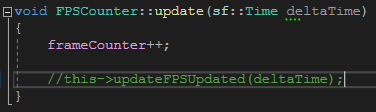 void FPSCounter::update(sf::Time deltaTime)
{
    frameCounter++;

    //this->updateFPSUpdated(deltaTime);
}